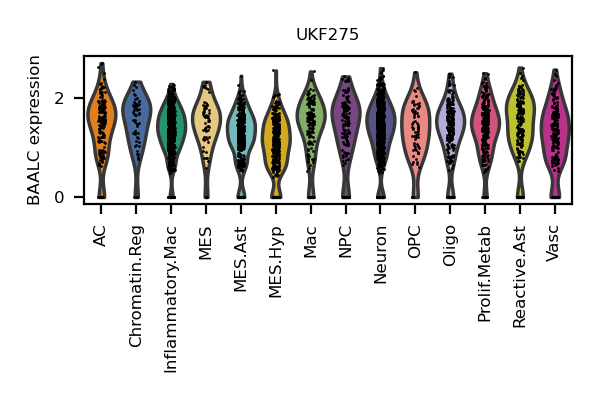 UKF275
BAALC expression
2
0
AC
Chromatin.Reg
Inflammatory.Mac
MES
MES.Ast
MES.Hyp
Mac
NPC
Neuron
OPC
Oligo
Prolif.Metab
Reactive.Ast
Vasc